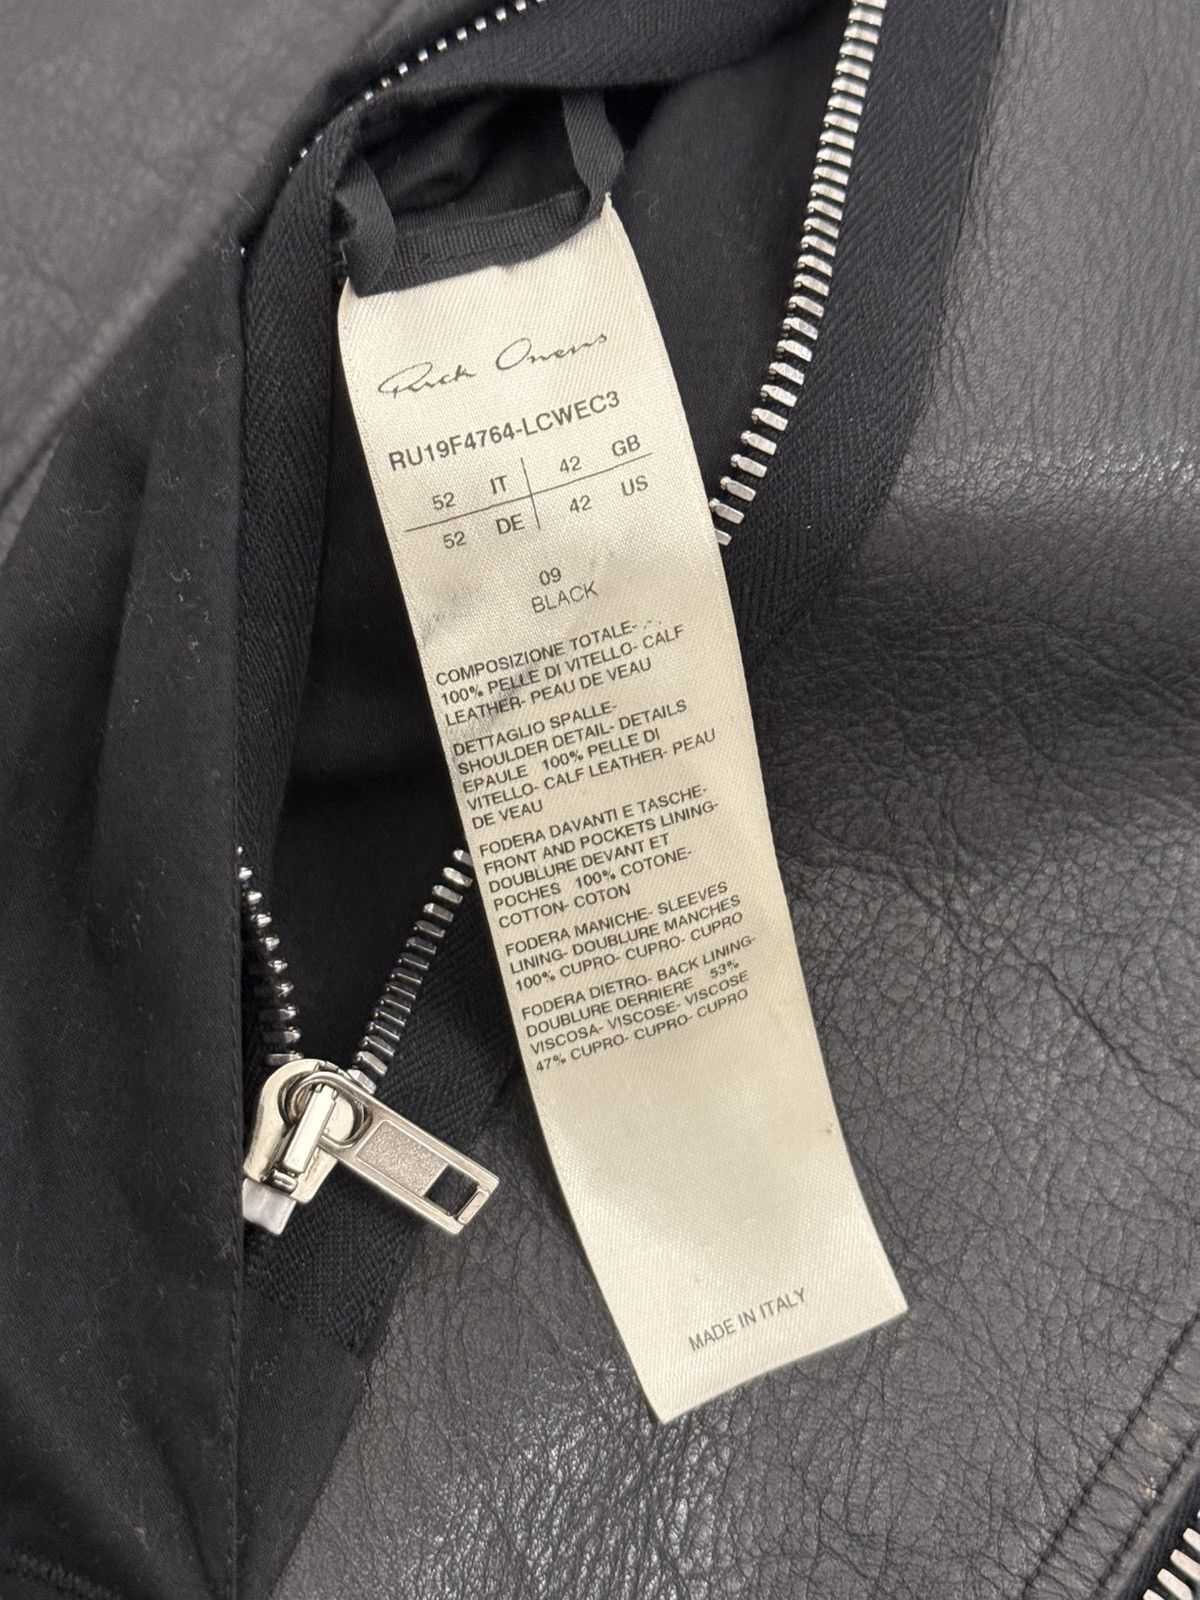 Rick Owens
RU19F4764-LCWEC3
52 IT 42 GB
52 DE 42 US
09
BLACK
COMPOSIZIONE TOTALE-
100% PELLE DI VITELLO- CALF
LEATHER- PEAU DE VEAU
DETTAGLIO SPALLE-
SHOULDER DETAIL- DETAILS
EPAULE 100% PELLE DI
VITELLO- CALF LEATHER- PEAU
DE VEAU
FODERA DAVANTI E TASCHE-
FRONT AND POCKETS LINING-
DOUBLURE DEVANT ET
POCHES 100% COTONE-
COTTON- COTON
FODERA MANICHE- SLEEVES
LINING- DOUBLURE MANCHES
100% CUPRO- CUPRO- CUPRO
FODERA DIETRO- BACK LINING-
DOUBLURE DERRIERE 53%
VISCOSA- VISCOSE- VISCOSE
47% CUPRO- CUPRO- CUPRO
MADE IN ITALY